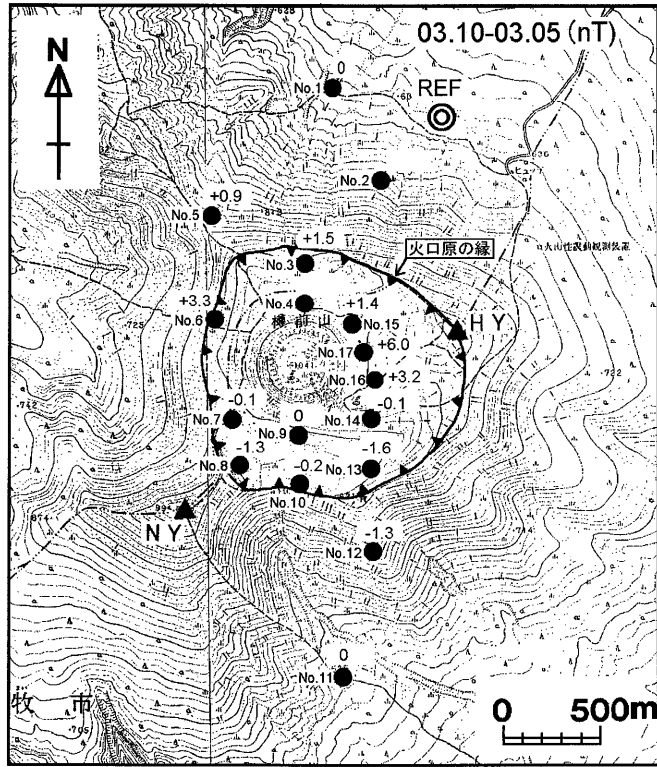 03.10-03.05 (nT)
N
0
No.1
REF
No.2
+0.9
No.5
+1.5
火口原の縁
No.3
+3.3
No.4
+1.4
No.6
No.15
樽前山
HY
No.17
+6.0
No.16
+3.2
-0.1
-0.1
No.7
0
No.14
No.9
-1.3
-1.6
No.8
-0.2
No.13
No.10
NY
-1.3
No.12
0
No.11
牧 市
0 500m